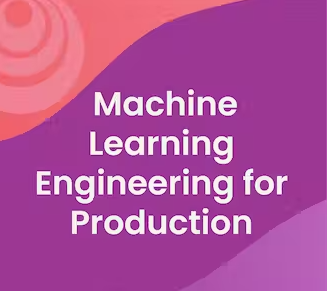 Machine
Learning
Engineering for
Production